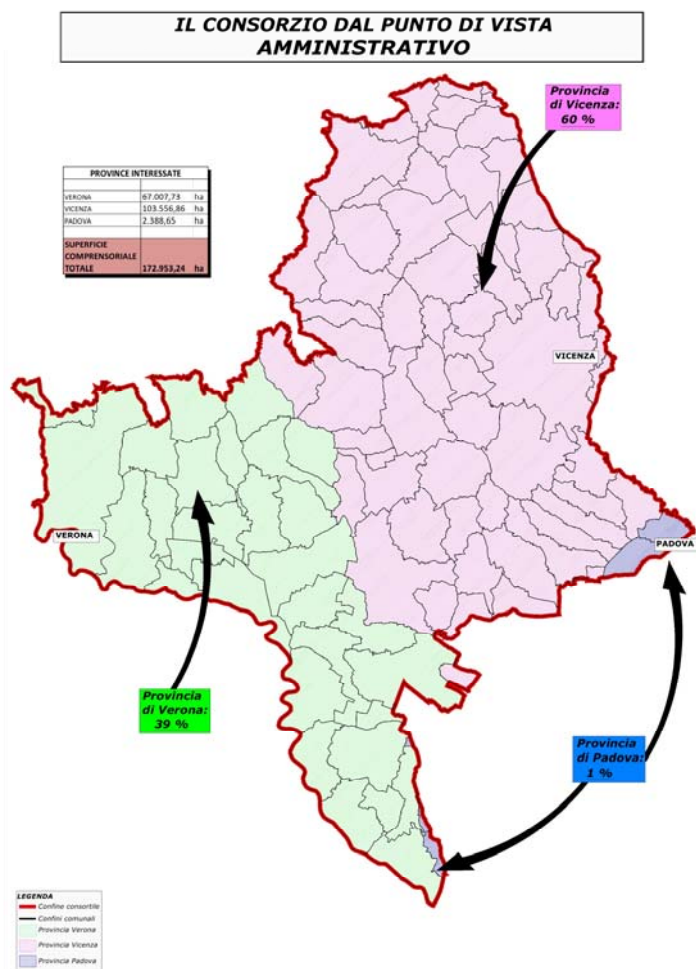 IL CONSORZIO DAL PUNTO DI VISTA
AMMINISTRATIVO
Provincia
di Vicenza:
60 %
PROVINCE INTERESSATE
VERONA 67.007,73 ha
VICENZA 103.556,86 ha
PADOVA 2.388,65 ha
SUPERFICIE
COMPRENSORIALE
TOTALE 172.953,24 ha
VICENZA
VERONA
PADOVA
Provincia
di Verona:
39 %
Provincia
di Padova:
1 %
LEGENDA
Confine consortile
Confini comunali
Provincia Verona
Provincia Vicenza
Provincia Padova